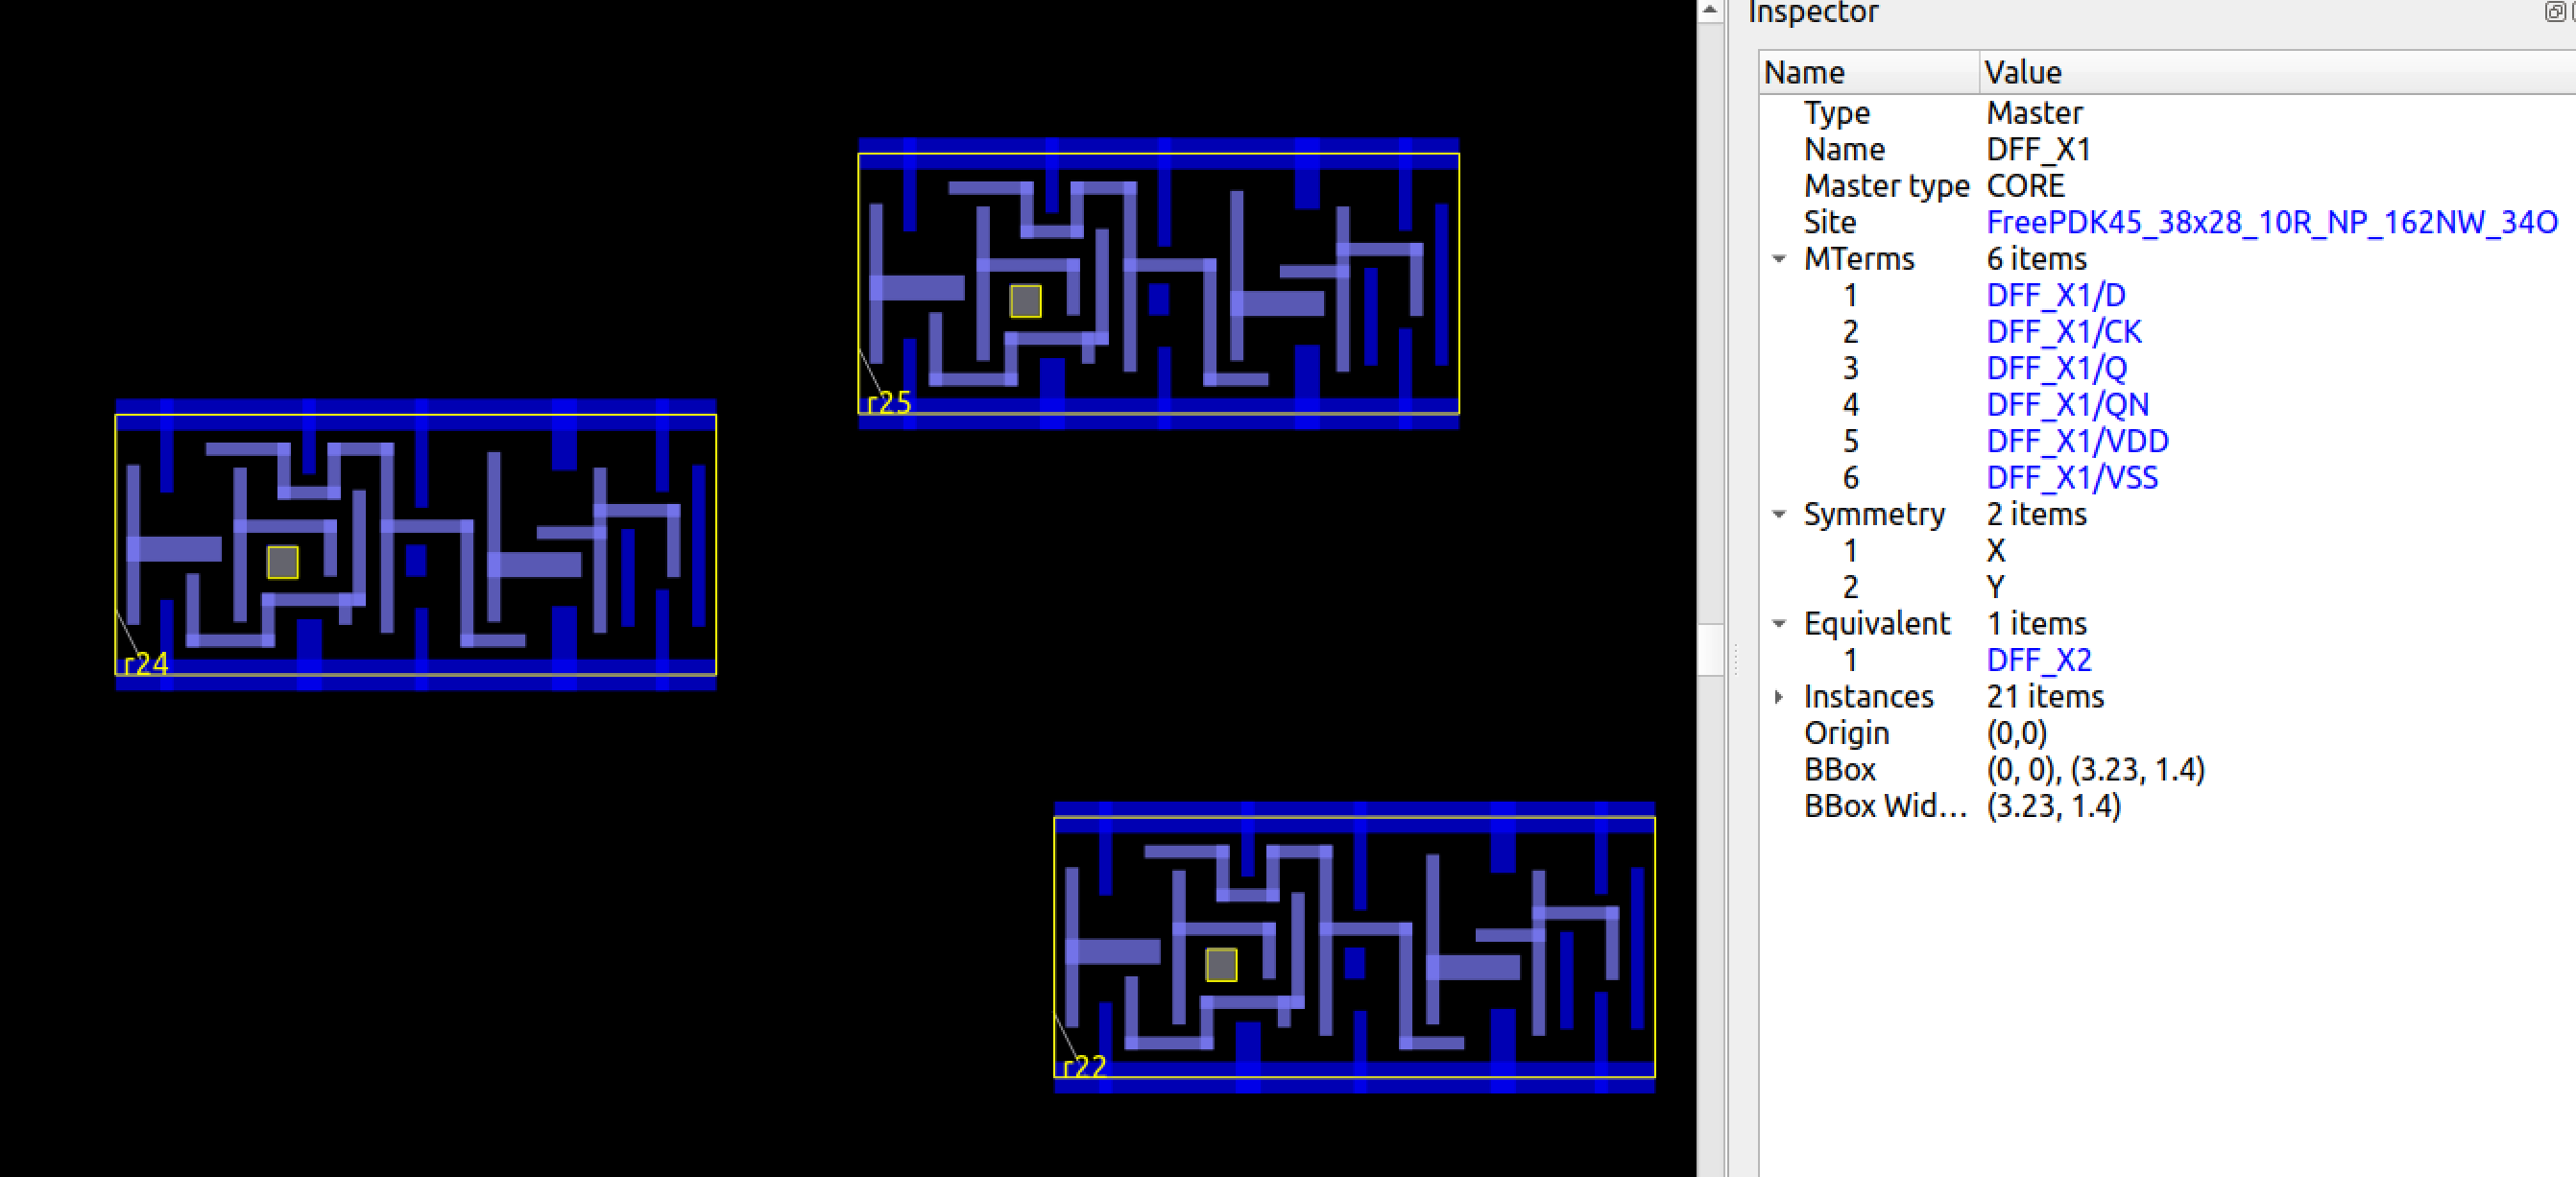 Inspector
Name Value
Type Master
Name DFF_X1
Master type CORE
Site FreePDK45_38x28_10R_NP_162NW_34O
MTerms 6 items
1 DFF_X1/D
2 DFF_X1/CK
3 DFF_X1/Q
4 DFF_X1/QN
5 DFF_X1/VDD
6 DFF_X1/VSS
Symmetry 2 items
1 X
2 Y
Equivalent 1 items
1 DFF_X2
Instances 21 items
Origin (0,0)
BBox (0, 0), (3.23, 1.4)
BBox Wid... (3.23, 1.4)
r25
r24
r22